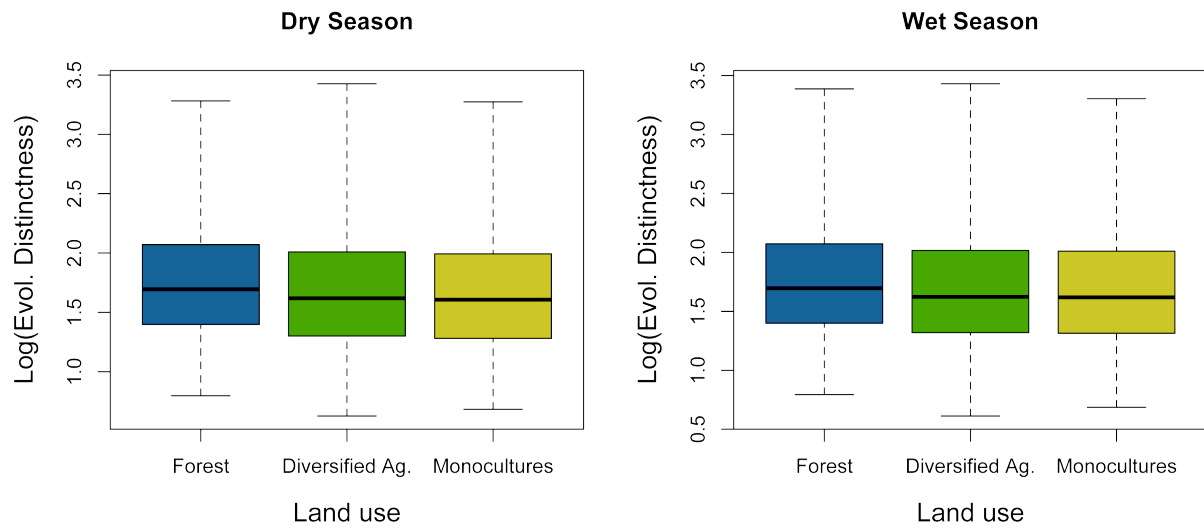 Dry Season
Log(Evol. Distinctness)
3.5
3.0
2.5
2.0
1.5
1.0
Forest Diversified Ag. Monocultures
Land use
Wet Season
Log(Evol. Distinctness)
3.5
3.0
2.5
2.0
1.5
1.0
0.5
Forest Diversified Ag. Monocultures
Land use